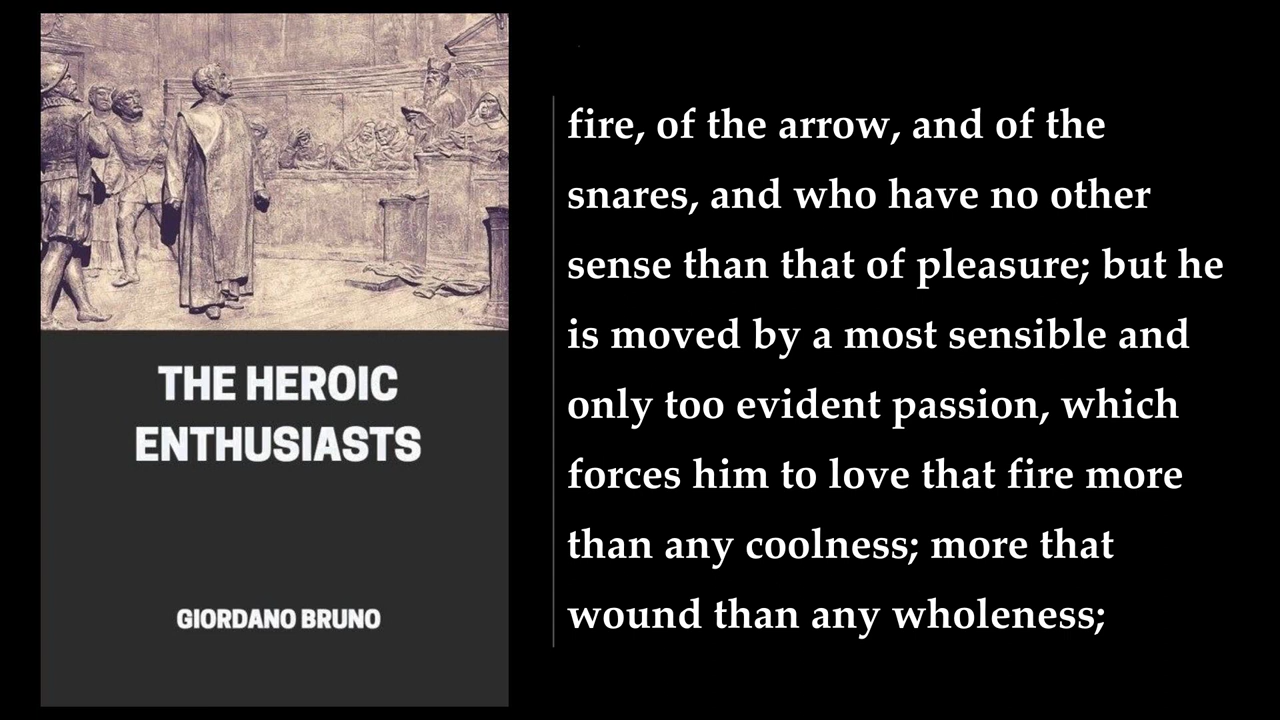 THE HEROIC
ENTHUSIASTS
GIORDANO BRUNO
fire, of the arrow, and of the
snares, and who have no other
sense than that of pleasure; but he
is moved by a most sensible and
only too evident passion, which
forces him to love that fire more
than any coolness; more that
wound than any wholeness;